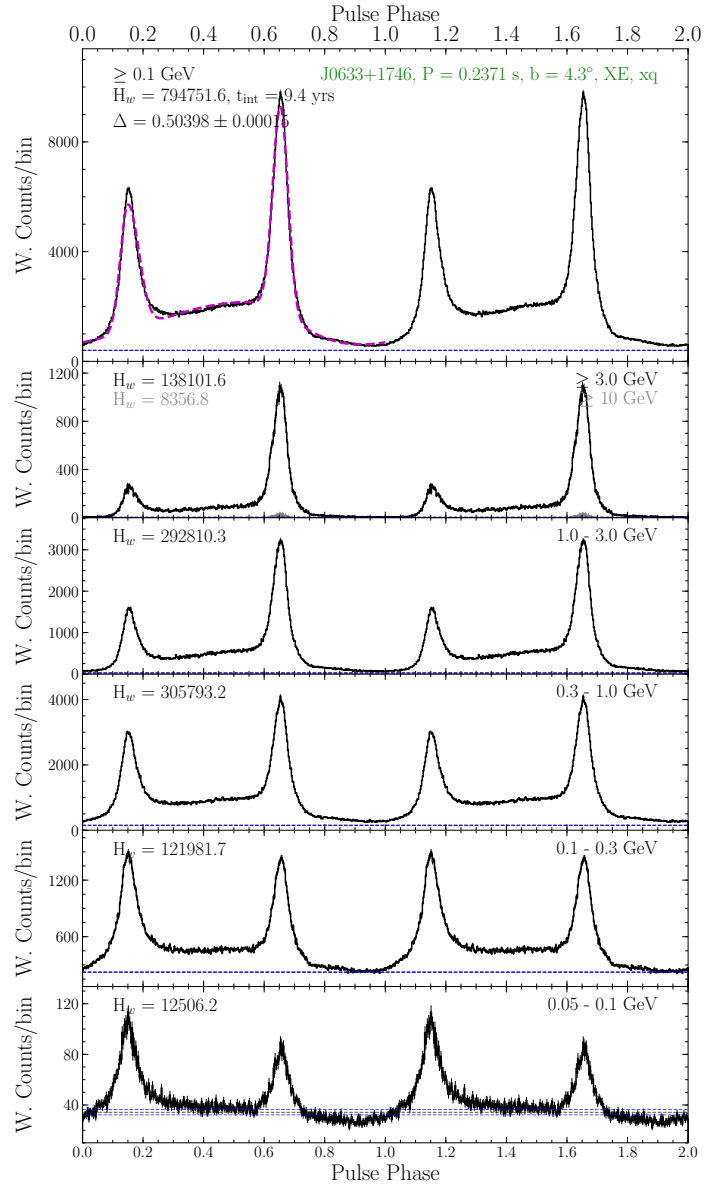 Pulse Phase
0.0 0.2 0.4 0.6 0.8 1.0 1.2 1.4 1.6 1.8 2.0
≥ 0.1 GeV
J0633+1746, P = 0.2371 s, b = 4.3°, XE, xq
H_w = 794751.6, t_int = 9.4 yrs
Δ = 0.50398 ± 0.00015
W. Counts/bin
8000
4000
0
H_w = 138101.6
≥ 3.0 GeV
H_w = 8356.8
≥ 10 GeV
W. Counts/bin
1200
800
400
0
H_w = 292810.3
1.0 - 3.0 GeV
W. Counts/bin
3000
2000
1000
0
H_w = 305793.2
0.3 - 1.0 GeV
W. Counts/bin
4000
2000
0
H_w = 121981.7
0.1 - 0.3 GeV
W. Counts/bin
1200
600
H_w = 12506.2
0.05 - 0.1 GeV
W. Counts/bin
120
80
40
0.0 0.2 0.4 0.6 0.8 1.0 1.2 1.4 1.6 1.8 2.0
Pulse Phase